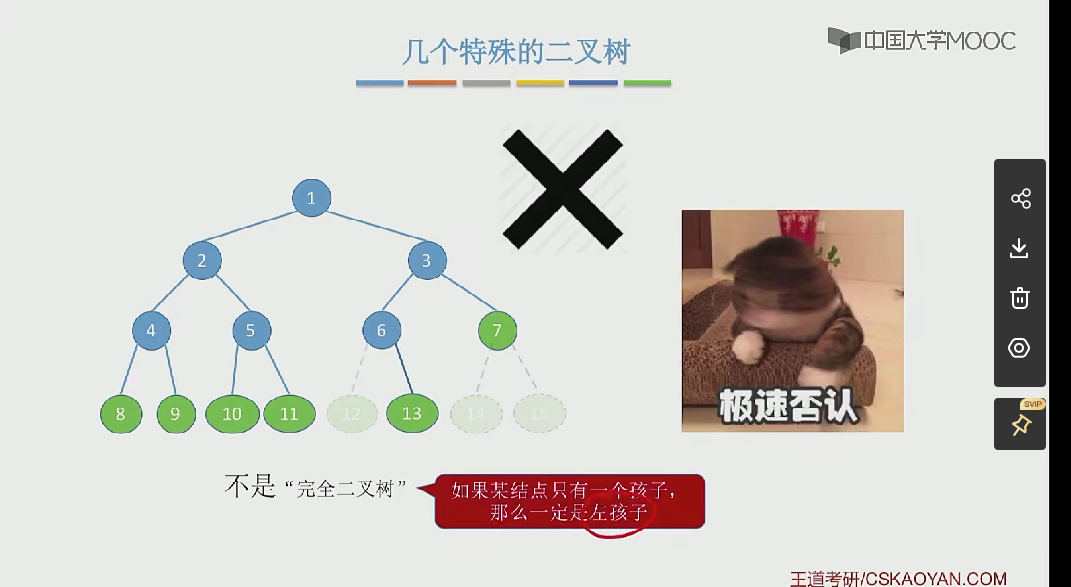 几个特殊的二叉树
中国大学MOOC
1
2
3
4
5
6
7
8
9
10
11
12
13
14
15
极速否认
SVIP
不是“完全二叉树”
如果某结点只有一个孩子,
那么一定是左孩子
王道考研/CSKAOYAN.COM